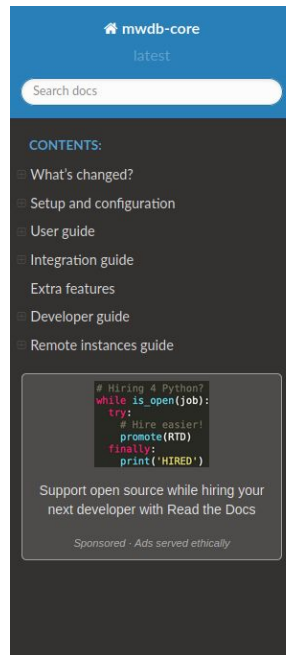 mwdb-core
latest
Search docs
CONTENTS:
What's changed?
Setup and configuration
User guide
Integration guide
Extra features
Developer guide
Remote instances guide
# Hiring 4 Python?
while is_open(job):
try:
# Hire easier!
promote(RTD)
finally:
print('HIRED')
Support open source while hiring your
next developer with Read the Docs
Sponsored - Ads served ethically